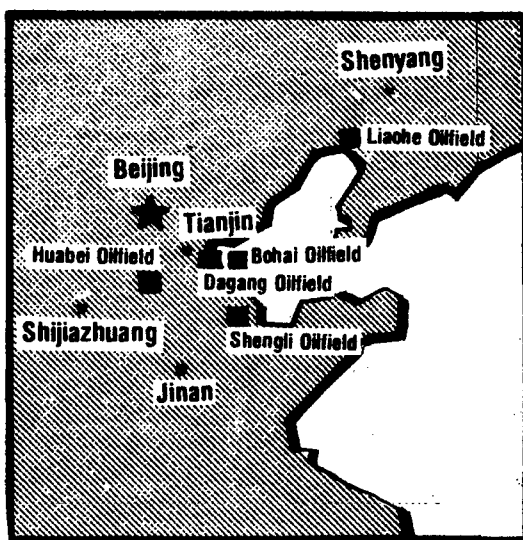 Shenyang
Liaohe Oilfield
Beijing
Tianjin
Huabei Oilfield
Bohai Oilfield
Dagang Oilfield
Shijiazhuang
Shengli Oilfield
Jinan